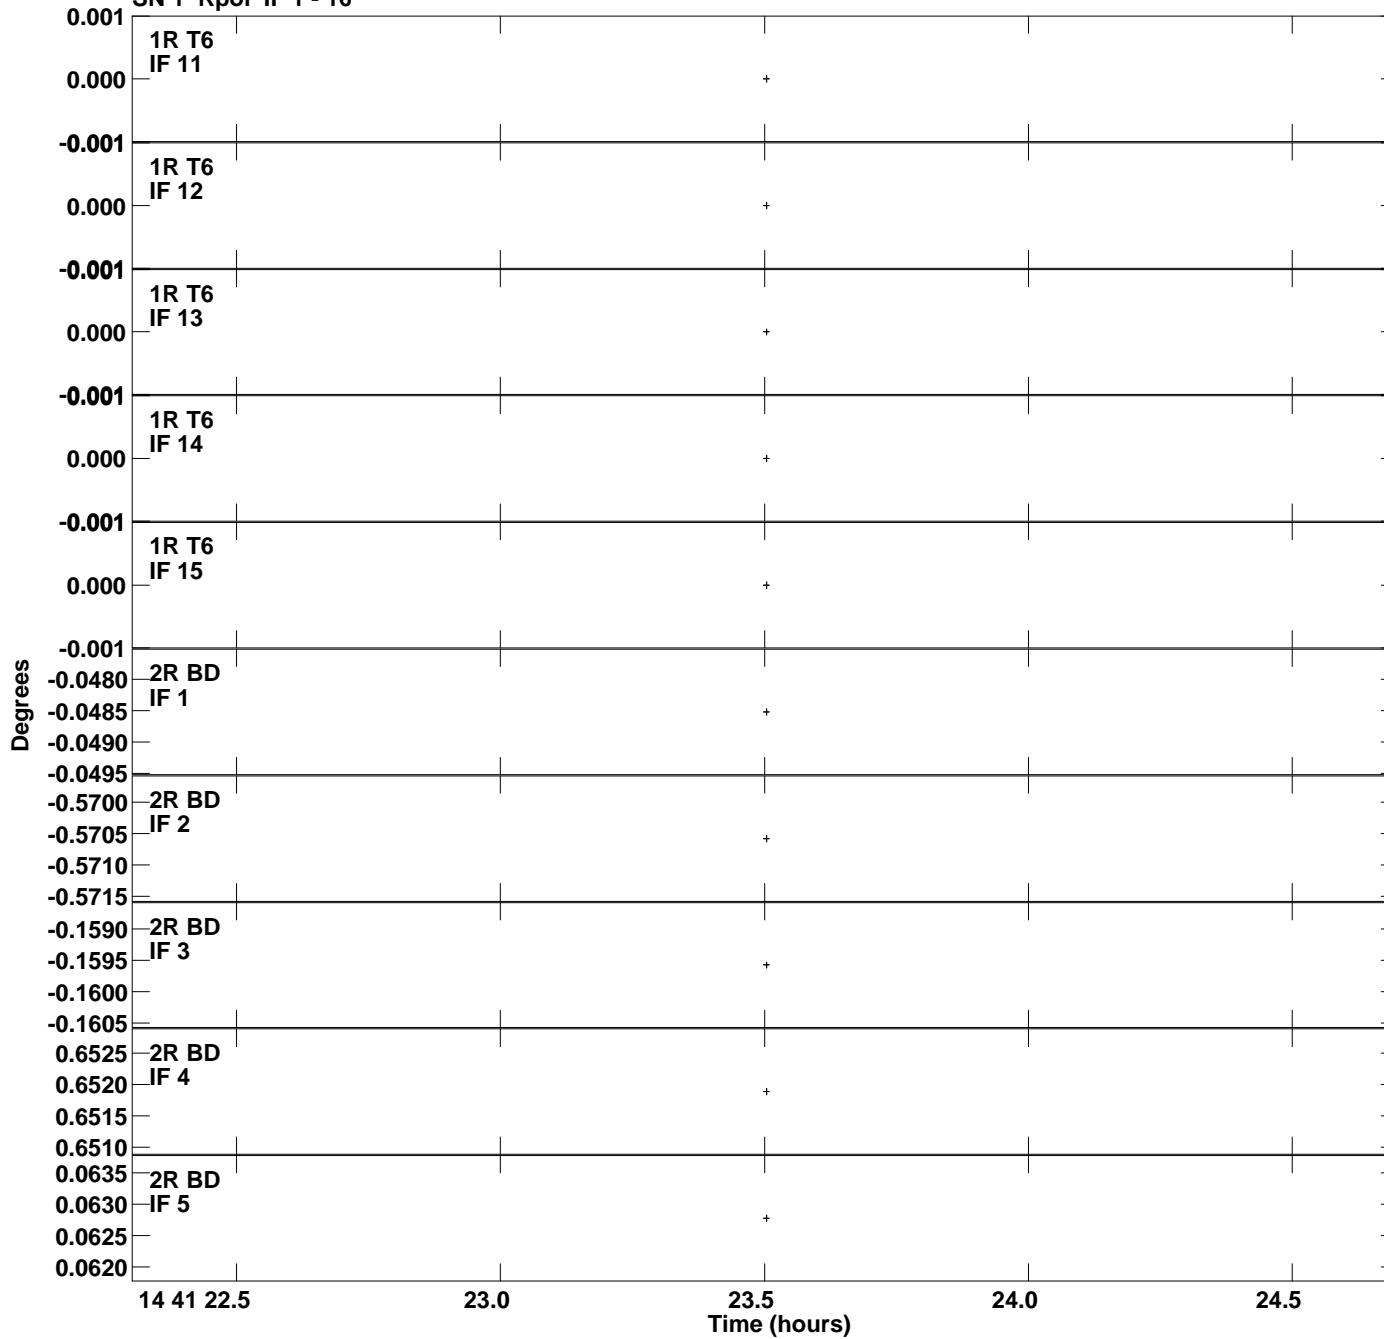 0.001
1R T6
IF 11
0.000
-0.001
1R T6
IF 12
0.000
-0.001
1R T6
IF 13
0.000
-0.001
1R T6
IF 14
0.000
-0.001
1R T6
IF 15
0.000
-0.001
Degrees
2R BD
IF 1
-0.0480
-0.0485
-0.0490
-0.0495
2R BD
IF 2
-0.5700
-0.5705
-0.5710
-0.5715
2R BD
IF 3
-0.1590
-0.1595
-0.1600
-0.1605
2R BD
IF 4
0.6525
0.6520
0.6515
0.6510
2R BD
IF 5
0.0635
0.0630
0.0625
0.0620
14 41 22.5 23.0 23.5 24.0 24.5
Time (hours)